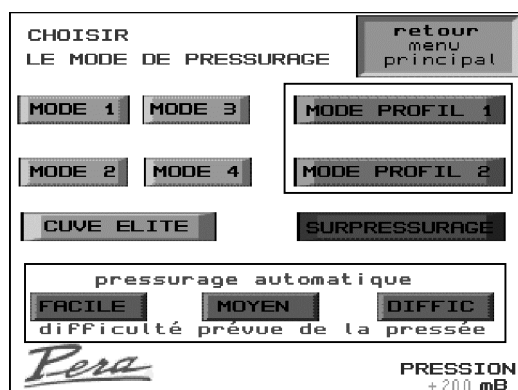 CHOISIR
LE MODE DE PRESSURAGE
retour
menu
principal
MODE 1
MODE 3
MODE PROFIL 1
MODE 2
MODE 4
MODE PROFIL 2
CUVE ELITE
SURPRESSURAGE
pressurage automatique
FACILE
MOYEN
DIFFIC
difficulté prévue de la pressée
Pera
PRESSION
+200 mB